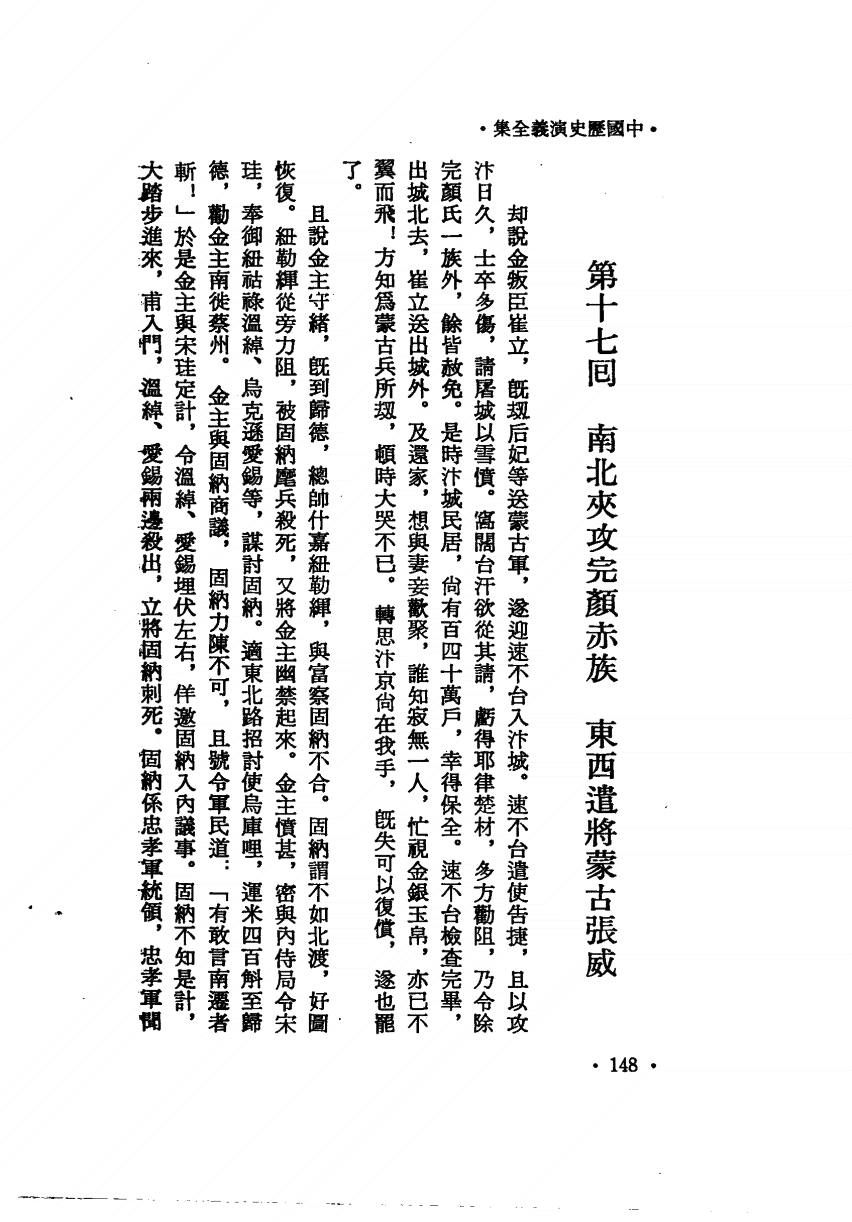 •中國歷史演義全集•
第十七回　南北夾攻完顏赤族　東西遣將蒙古張威
却說金叛臣崔立，既刼后妃等送蒙古軍，遂迎速不台入汴城。速不台遣使告捷，且以攻
汴日久，士卒多傷，請屠城以雪憤。窩闊台汗欲從其請，虧得耶律楚材，多方勸阻，乃令除
完顏氏一族外，餘皆赦免。是時汴城民居，尙有百四十萬戶，幸得保全。速不台檢查完畢，
出城北去，崔立送出城外。及還家，想與妻妾歡聚，誰知寂無一人，忙視金銀玉帛，亦已不
翼而飛！方知爲蒙古兵所刼，頓時大哭不已。轉思汴京尙在我手，旣失可以復償，遂也罷
了。
且說金主守緒，旣到歸德，總帥什嘉紐勒緷，與富察固納不合。固納謂不如北渡，好圖
恢復。紐勒緷從旁力阻，被固納麾兵殺死，又將金主幽禁起來。金主憤甚，密與內侍局令宋
珪，奉御紐祜祿溫綽、烏克遜愛錫等，謀討固納。適東北路招討使烏庫哩，運米四百斛至歸
德，勸金主南徙蔡州。金主與固納商議，固納力陳不可，且號令軍民道：「有敢言南遷者
斬！」於是金主與宋珪定計，令溫綽、愛錫埋伏左右，佯邀固納入內議事。固納不知是計，
大踏步進來，甫入門，溫綽、愛錫兩邊殺出，立將固納刺死。固納係忠孝軍統領，忠孝軍聞
•148•